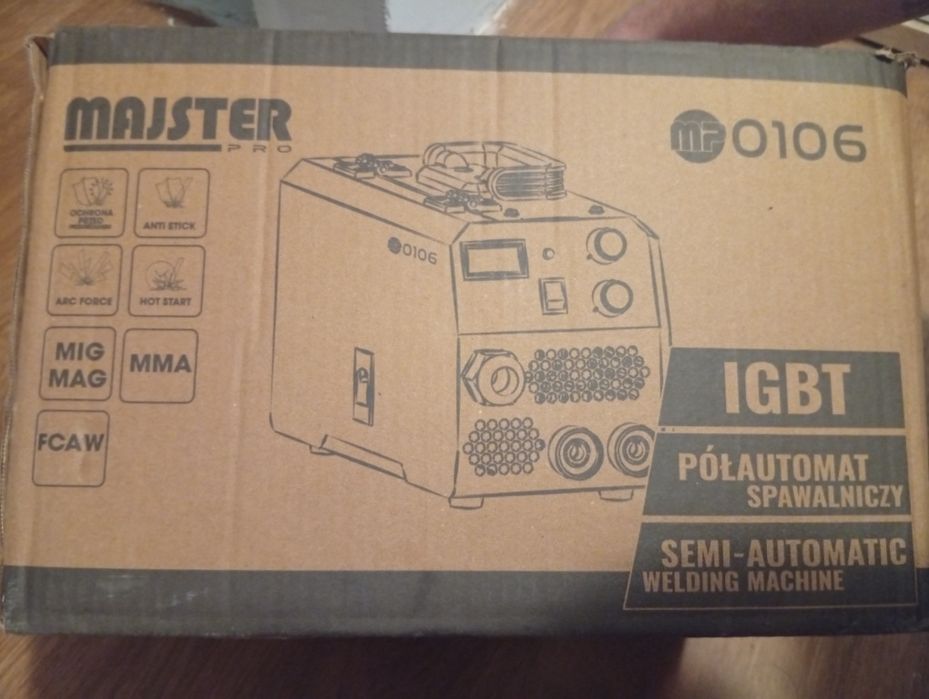 MAJSTER
PRO
MP 0106
OCHRONA
PRZED
ANTI STICK
ARC FORCE
HOT START
MIG
MAG
MMA
FCAW
0106
IGBT
PÓŁAUTOMAT
SPAWALNICZY
SEMI-AUTOMATIC
WELDING MACHINE